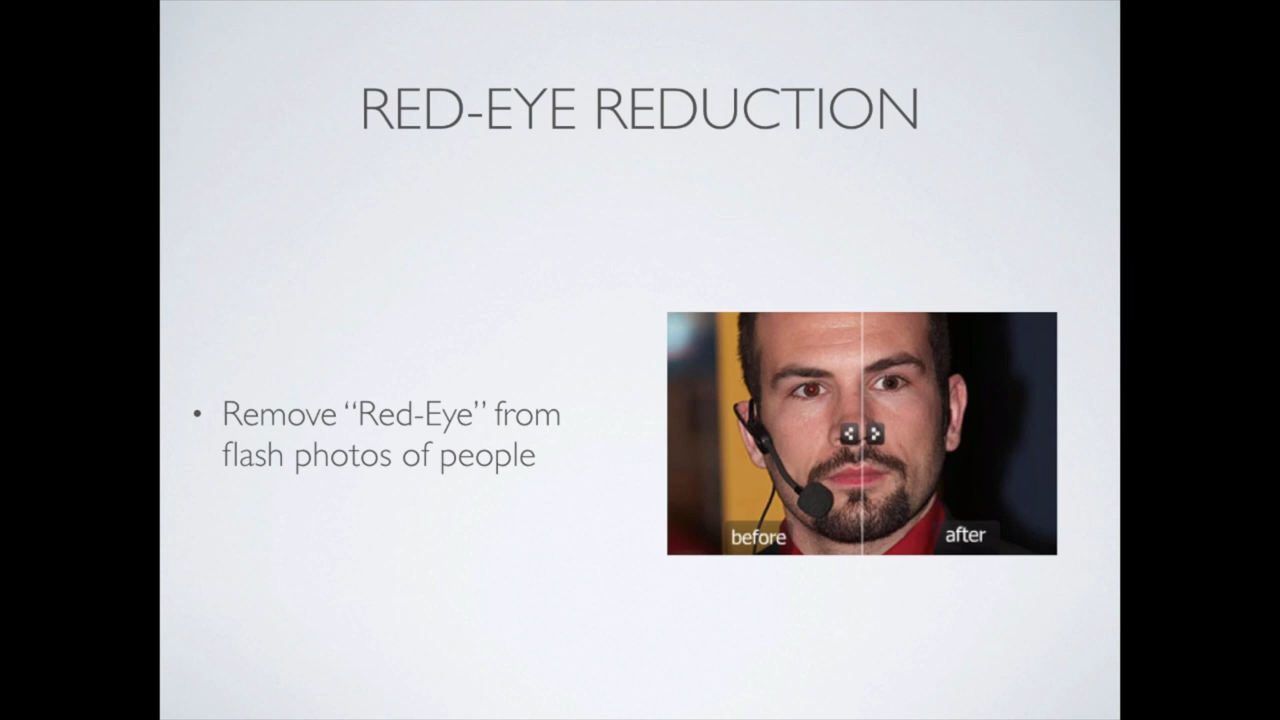 RED-EYE REDUCTION
• Remove “Red-Eye” from
flash photos of people
before
after